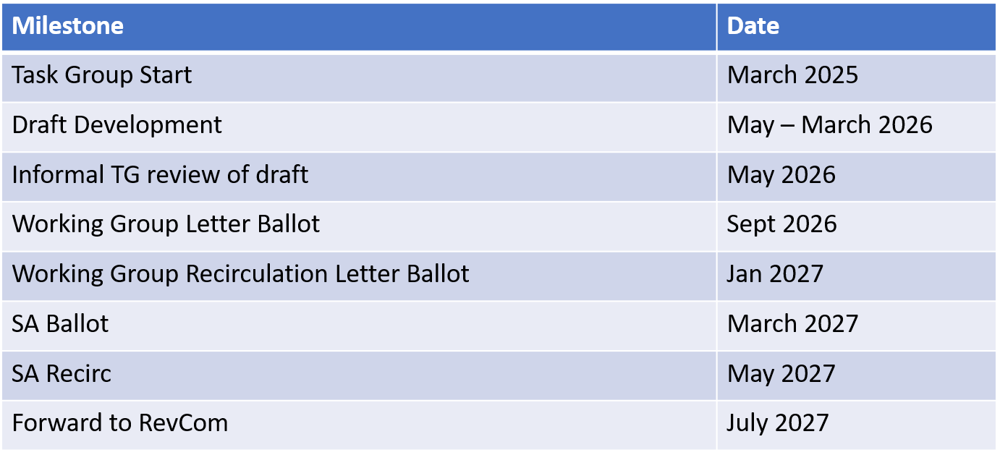 Milestone Date
Task Group Start March 2025
Draft Development May – March 2026
Informal TG review of draft May 2026
Working Group Letter Ballot Sept 2026
Working Group Recirculation Letter Ballot Jan 2027
SA Ballot March 2027
SA Recirc May 2027
Forward to RevCom July 2027